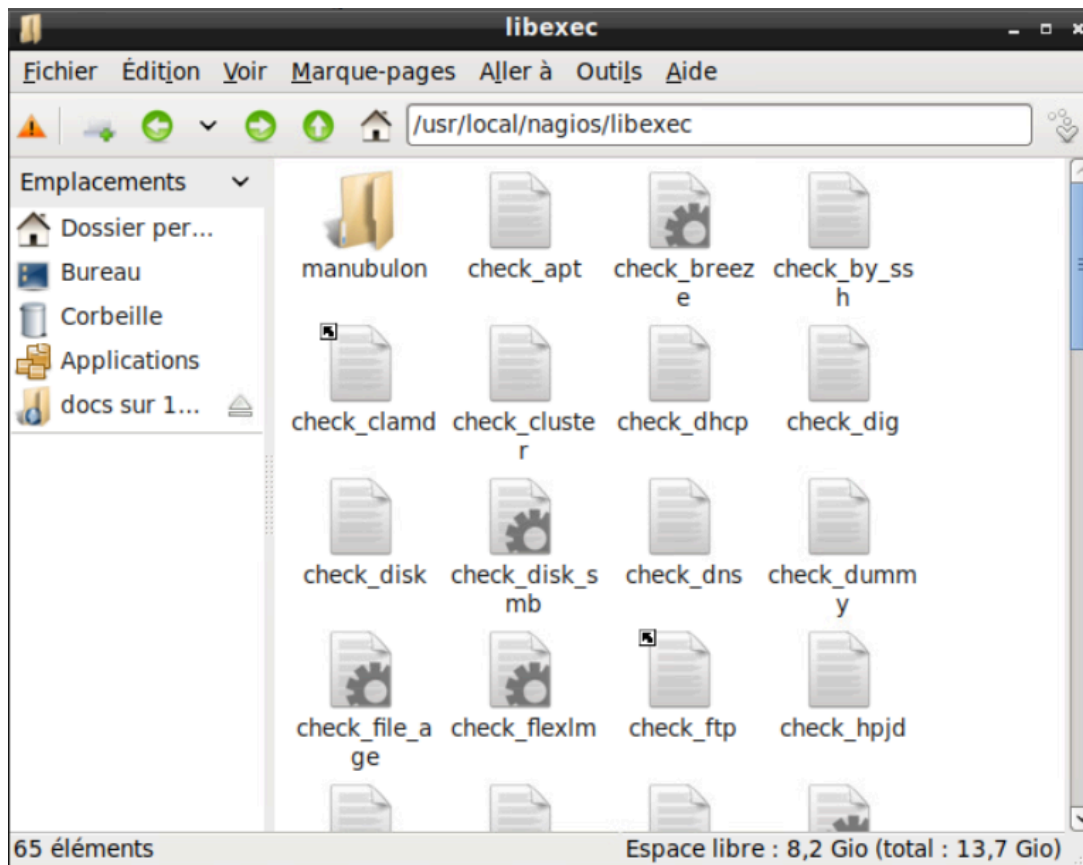 libexec
Fichier Édition Voir Marque-pages Aller à Outils Aide
/usr/local/nagios/libexec
Emplacements
Dossier per...
Bureau
Corbeille
Applications
docs sur 1...
manubulon check_apt check_breez check_by_ss
e h
check_clamd check_cluste check_dhcp check_dig
r
check_disk check_disk_s check_dns check_dumm
mb y
check_file_a check_flexlm check_ftp check_hpjd
ge
65 éléments Espace libre : 8,2 Gio (total : 13,7 Gio)